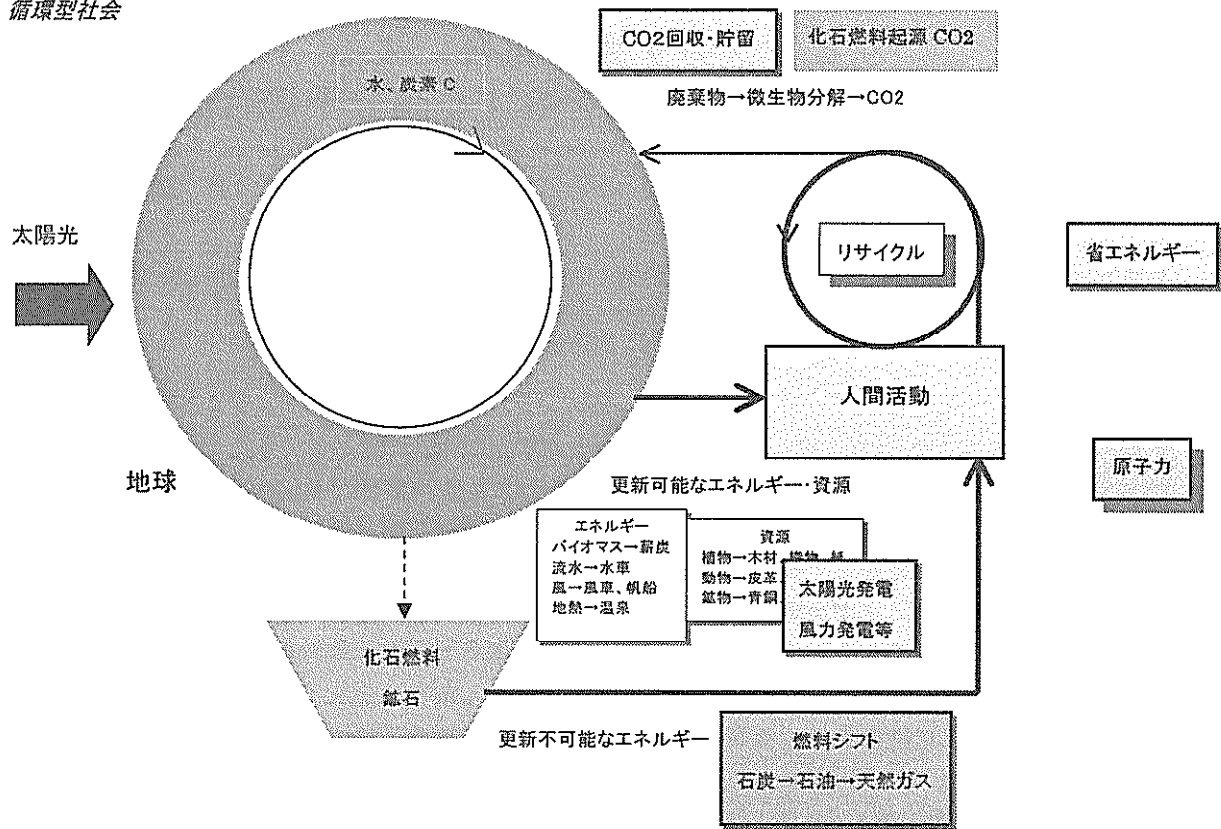 循環型社会
CO2回収・貯留
化石燃料起源 CO2
水、炭素 C
廃棄物→微生物分解→CO2
太陽光
リサイクル
省エネルギー
人間活動
地球
原子力
更新可能なエネルギー・資源
エネルギー
バイオマス→薪炭
流水→水車
風→風車、帆船
地熱→温泉
資源
植物→木材、織物、紙
動物→皮革、
鉱物→青銅、
太陽光発電
風力発電等
化石燃料
鉱石
更新不可能なエネルギー
燃料シフト
石炭→石油→天然ガス